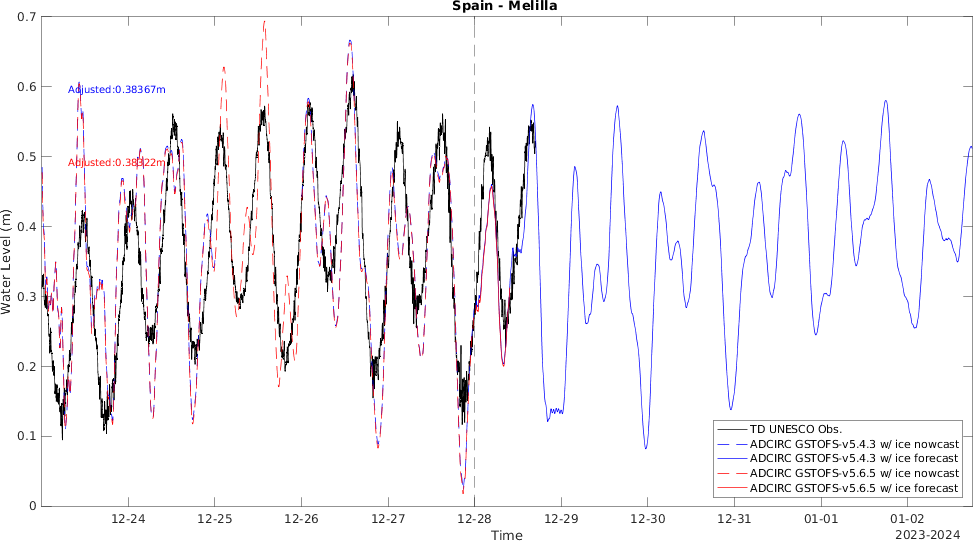 Spain - Melilla
0.7
0.6
0.5
0.4
0.3
0.2
0.1
0
Water Level (m)
Adjusted:0.38367m
Adjusted:0.38322m
TD UNESCO Obs.
ADCIRC GSTOFS-v5.4.3 w/ ice nowcast
ADCIRC GSTOFS-v5.4.3 w/ ice forecast
ADCIRC GSTOFS-v5.6.5 w/ ice nowcast
ADCIRC GSTOFS-v5.6.5 w/ ice forecast
12-24 12-25 12-26 12-27 12-28 12-29 12-30 12-31 01-01 01-02
Time
2023-2024